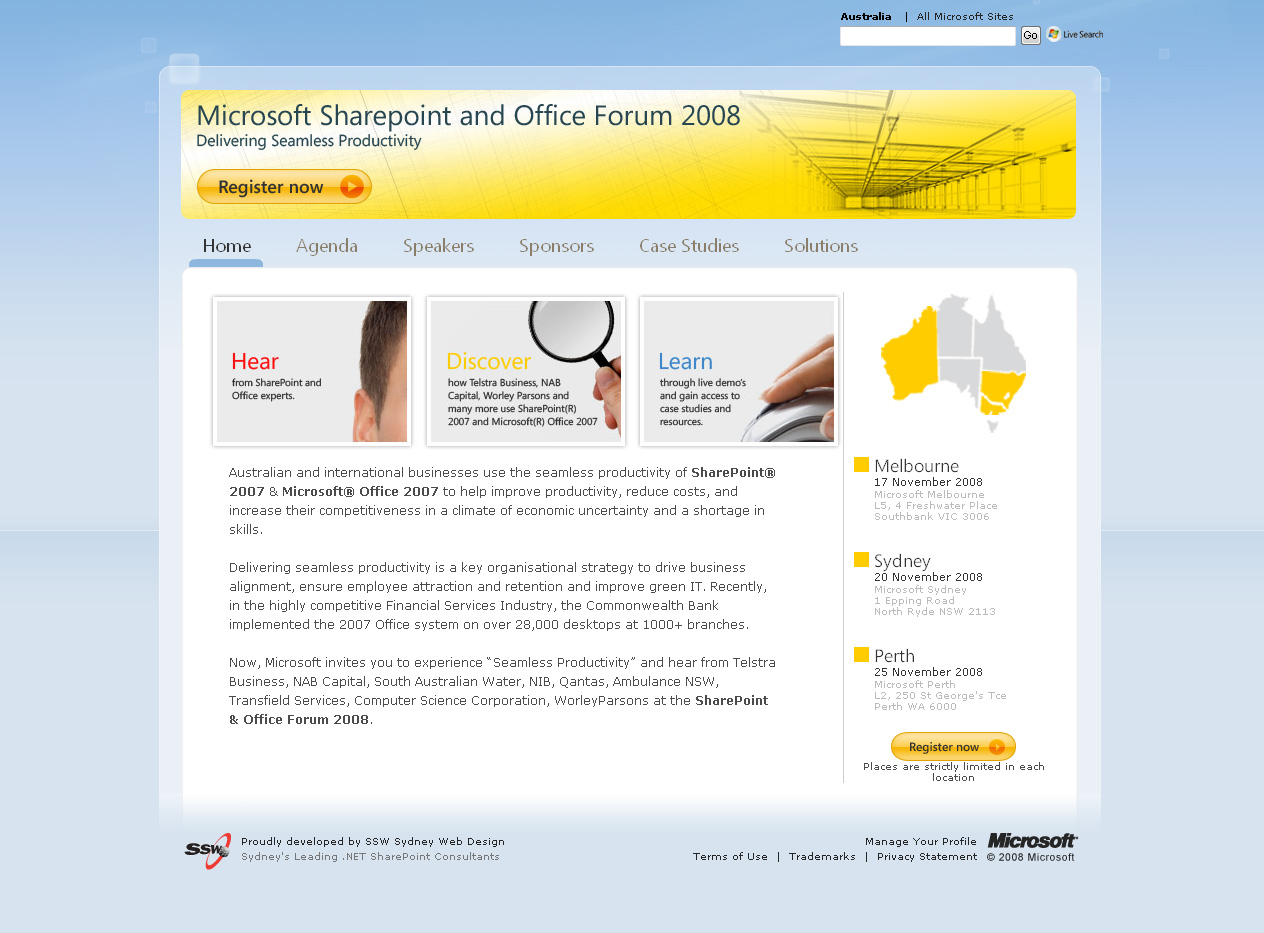 Australia | All Microsoft Sites
Go Live Search
Microsoft Sharepoint and Office Forum 2008
Delivering Seamless Productivity
Register now
Home Agenda Speakers Sponsors Case Studies Solutions
Hear
from SharePoint and
Office experts.
Discover
how Telstra Business, NAB
Capital, Worley Parsons and
many more use SharePoint(R)
2007 and Microsoft(R) Office 2007
Learn
through live demo's
and gain access to
case studies and
resources.
Australian and international businesses use the seamless productivity of SharePoint®
2007 & Microsoft® Office 2007 to help improve productivity, reduce costs, and
increase their competitiveness in a climate of economic uncertainty and a shortage in
skills.
Delivering seamless productivity is a key organisational strategy to drive business
alignment, ensure employee attraction and retention and improve green IT. Recently,
in the highly competitive Financial Services Industry, the Commonwealth Bank
implemented the 2007 Office system on over 28,000 desktops at 1000+ branches.
Now, Microsoft invites you to experience “Seamless Productivity” and hear from Telstra
Business, NAB Capital, South Australian Water, NIB, Qantas, Ambulance NSW,
Transfield Services, Computer Science Corporation, WorleyParsons at the SharePoint
& Office Forum 2008.
Melbourne
17 November 2008
Microsoft Melbourne
L5, 4 Freshwater Place
Southbank VIC 3006
Sydney
20 November 2008
Microsoft Sydney
1 Epping Road
North Ryde NSW 2113
Perth
25 November 2008
Microsoft Perth
L2, 250 St George's Tce
Perth WA 6000
Register now
Places are strictly limited in each
location
SSW
Proudly developed by SSW Sydney Web Design
Sydney's Leading .NET SharePoint Consultants
Manage Your Profile
Terms of Use | Trademarks | Privacy Statement
Microsoft
© 2008 Microsoft